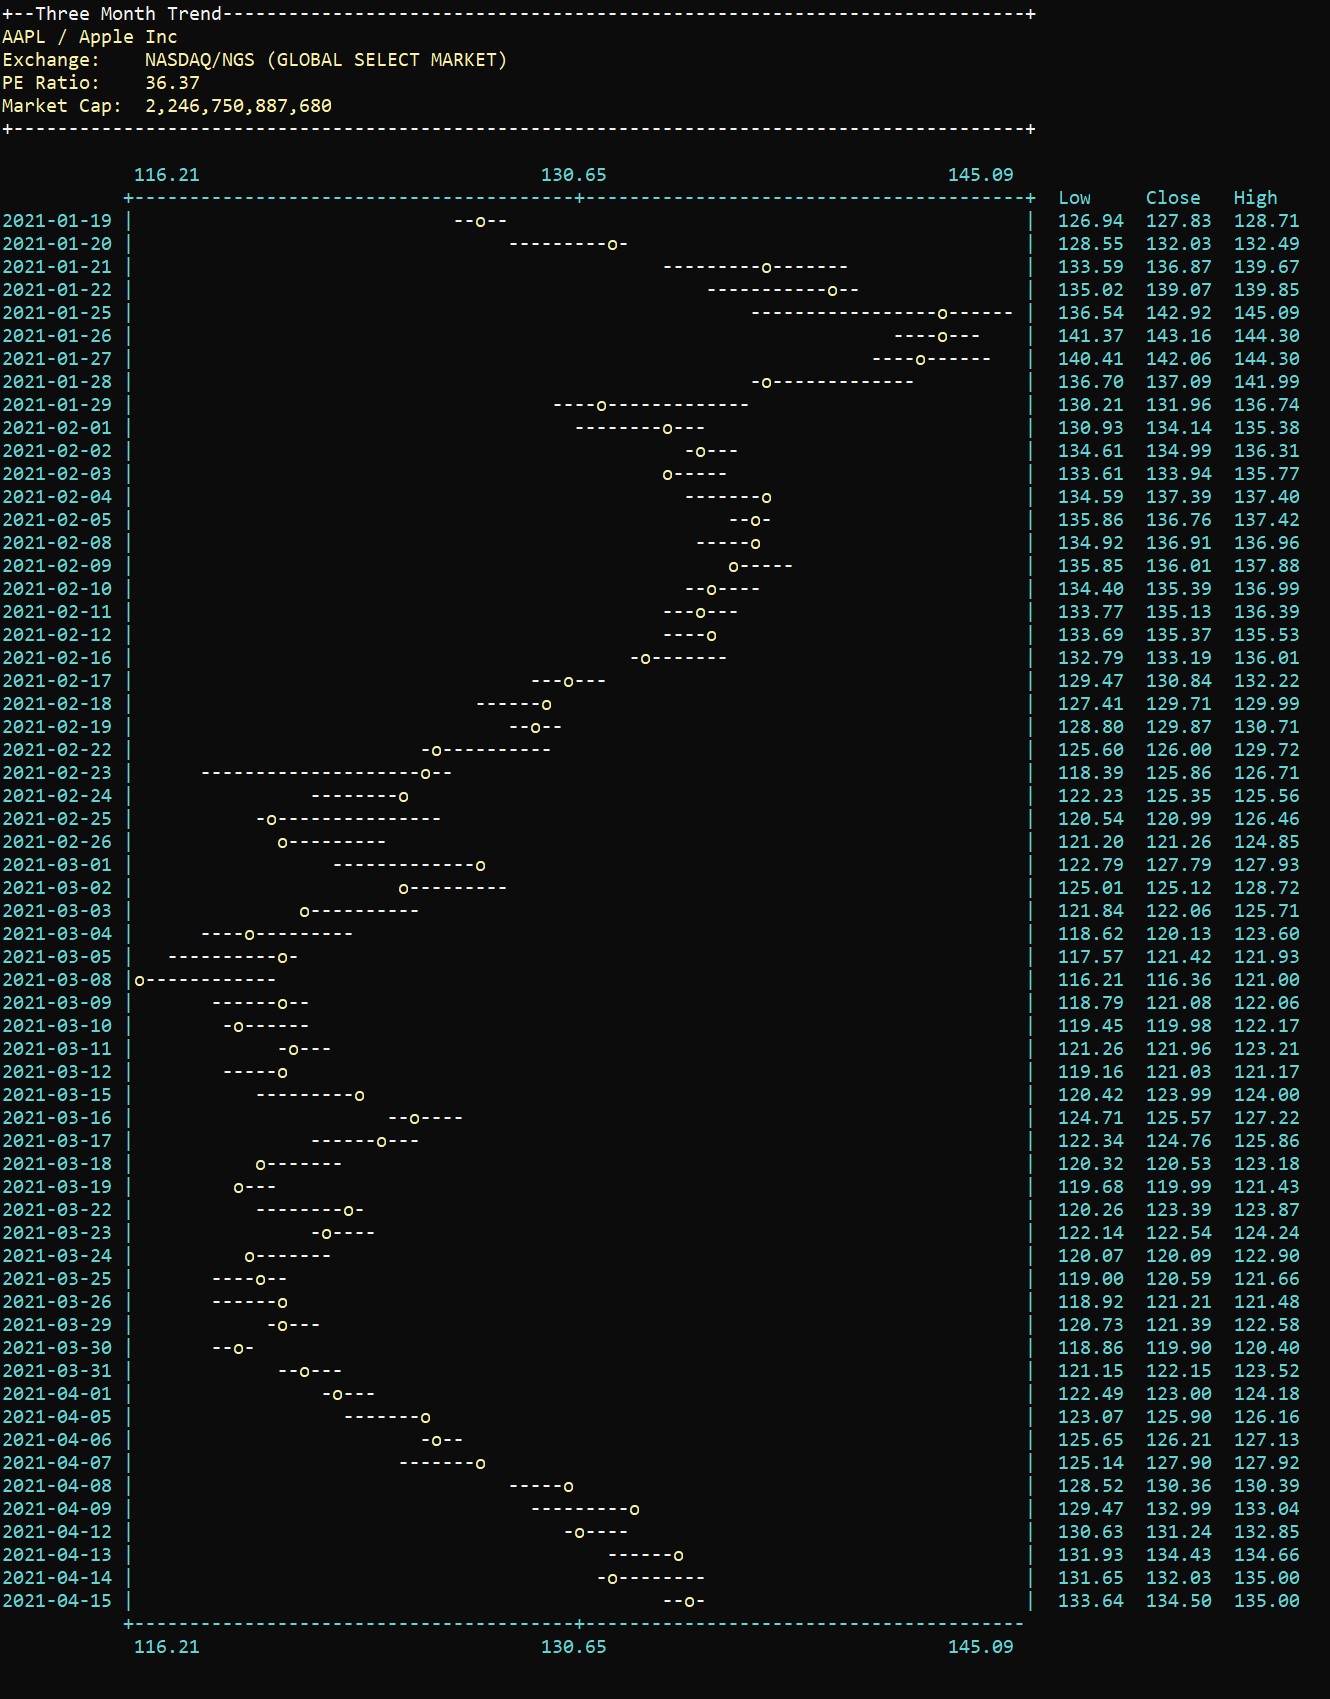 +--Three Month Trend-------------------------------------------------------------------------+
AAPL / Apple Inc
Exchange:    NASDAQ/NGS (GLOBAL SELECT MARKET)
PE Ratio:    36.37
Market Cap:  2,246,750,887,680
+--------------------------------------------------------------------------------------------+
116.21 130.65 145.09
+----------------------------------------+----------------------------------------+ Low Close High
2021-01-19 | --o-- | 126.94 127.83 128.71
2021-01-20 | ---------o- | 128.55 132.03 132.49
2021-01-21 | ---------o------- | 133.59 136.87 139.67
2021-01-22 | -----------o-- | 135.02 139.07 139.85
2021-01-25 | -----------------o------ | 136.54 142.92 145.09
2021-01-26 | ----o--- | 141.37 143.16 144.30
2021-01-27 | ----o------ | 140.41 142.06 144.30
2021-01-28 | -o------------- | 136.70 137.09 141.99
2021-01-29 | ----o------------- | 130.21 131.96 136.74
2021-02-01 | --------o--- | 130.93 134.14 135.38
2021-02-02 | -o--- | 134.61 134.99 136.31
2021-02-03 | o----- | 133.61 133.94 135.77
2021-02-04 | -------o | 134.59 137.39 137.40
2021-02-05 | --o- | 135.86 136.76 137.42
2021-02-08 | -----o | 134.92 136.91 136.96
2021-02-09 | o----- | 135.85 136.01 137.88
2021-02-10 | --o---- | 134.40 135.39 136.99
2021-02-11 | ---o--- | 133.77 135.13 136.39
2021-02-12 | ----o | 133.69 135.37 135.53
2021-02-16 | -o------- | 132.79 133.19 136.01
2021-02-17 | ---o--- | 129.47 130.84 132.22
2021-02-18 | ------o | 127.41 129.71 129.99
2021-02-19 | --o-- | 128.80 129.87 130.71
2021-02-22 | -o---------- | 125.60 126.00 129.72
2021-02-23 | --------------------o-- | 118.39 125.86 126.71
2021-02-24 | --------o | 122.23 125.35 125.56
2021-02-25 | -o--------------- | 120.54 120.99 126.46
2021-02-26 | o--------- | 121.20 121.26 124.85
2021-03-01 | -------------o | 122.79 127.79 127.93
2021-03-02 | o--------- | 125.01 125.12 128.72
2021-03-03 | o---------- | 121.84 122.06 125.71
2021-03-04 | ----o--------- | 118.62 120.13 123.60
2021-03-05 | ----------o- | 117.57 121.42 121.93
2021-03-08 |o------------ | 116.21 116.36 121.00
2021-03-09 | ------o-- | 118.79 121.08 122.06
2021-03-10 | -o------ | 119.45 119.98 122.17
2021-03-11 | -o--- | 121.26 121.96 123.21
2021-03-12 | -----o | 119.16 121.03 121.17
2021-03-15 | ---------o | 120.42 123.99 124.00
2021-03-16 | --o---- | 124.71 125.57 127.22
2021-03-17 | ------o--- | 122.34 124.76 125.86
2021-03-18 | o------- | 120.32 120.53 123.18
2021-03-19 | o--- | 119.68 119.99 121.43
2021-03-22 | --------o- | 120.26 123.39 123.87
2021-03-23 | -o---- | 122.14 122.54 124.24
2021-03-24 | o------- | 120.07 120.09 122.90
2021-03-25 | ----o-- | 119.00 120.59 121.66
2021-03-26 | ------o | 118.92 121.21 121.48
2021-03-29 | -o--- | 120.73 121.39 122.58
2021-03-30 | --o- | 118.86 119.90 120.40
2021-03-31 | --o--- | 121.15 122.15 123.52
2021-04-01 | -o--- | 122.49 123.00 124.18
2021-04-05 | -------o | 123.07 125.90 126.16
2021-04-06 | -o-- | 125.65 126.21 127.13
2021-04-07 | -------o | 125.14 127.90 127.92
2021-04-08 | -----o | 128.52 130.36 130.39
2021-04-09 | ---------o | 129.47 132.99 133.04
2021-04-12 | -o---- | 130.63 131.24 132.85
2021-04-13 | ------o | 131.93 134.43 134.66
2021-04-14 | -o-------- | 131.65 132.03 135.00
2021-04-15 | --o- | 133.64 134.50 135.00
+----------------------------------------+----------------------------------------
116.21 130.65 145.09